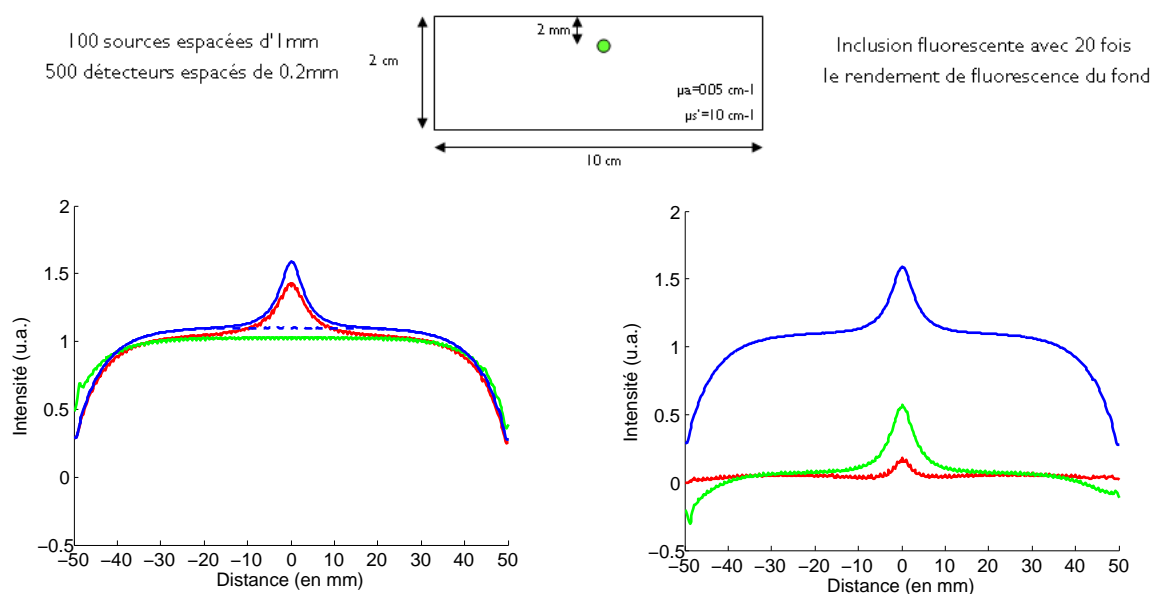 100 sources espacées d'1mm
500 détecteurs espacés de 0.2mm
2 cm
2 mm
µa=0.05 cm-1
µs'=10 cm-1
10 cm
Inclusion fluorescente avec 20 fois
le rendement de fluorescence du fond
2
1.5
1
0.5
0
−0.5
−50 −40 −30 −20 −10 0 10 20 30 40 50
Intensité (u.a.)
Distance (en mm)
2
1.5
1
0.5
0
−0.5
−50 −40 −30 −20 −10 0 10 20 30 40 50
Intensité (u.a.)
Distance (en mm)